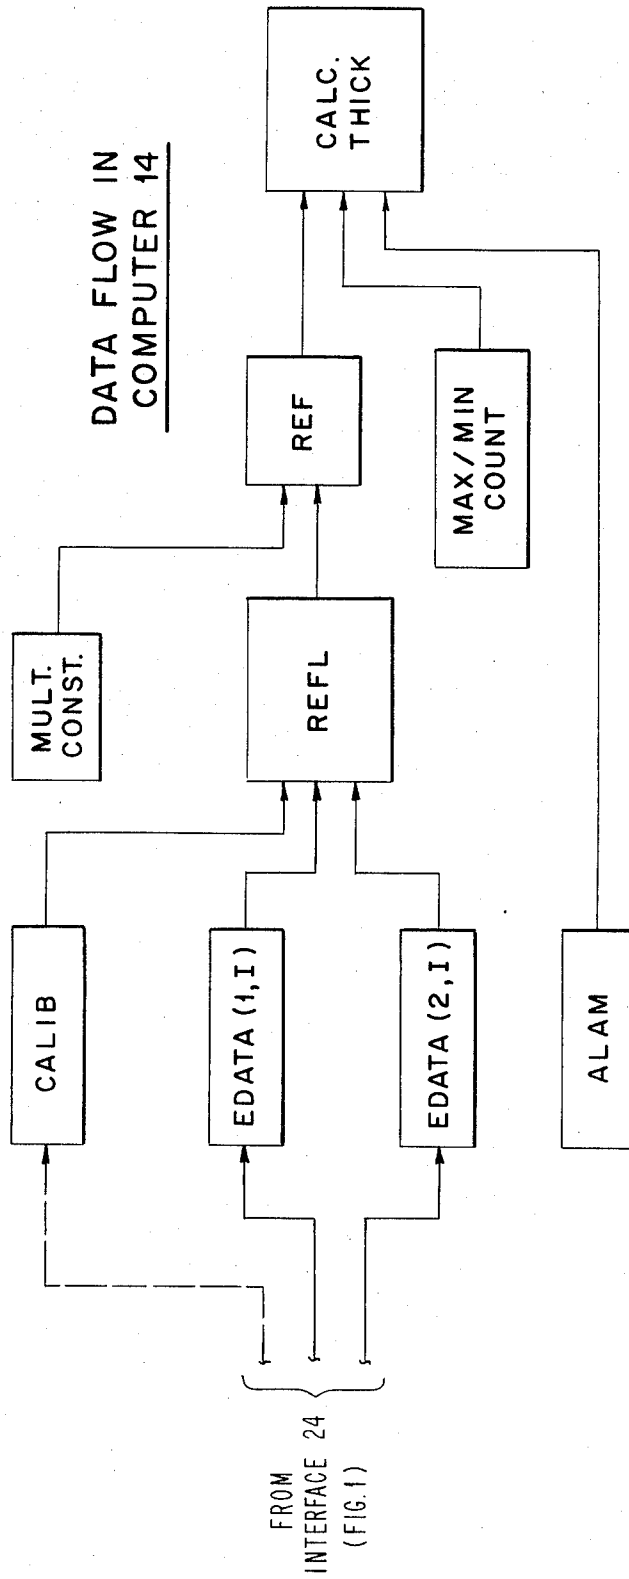 DATA FLOW IN
COMPUTER 14
FROM
INTERFACE 24
(FIG.1)
CALIB
EDATA (1,I)
EDATA (2,I)
ALAM
MULT.
CONST.
REFL
REF
MAX/MIN
COUNT
CALC.
THICK